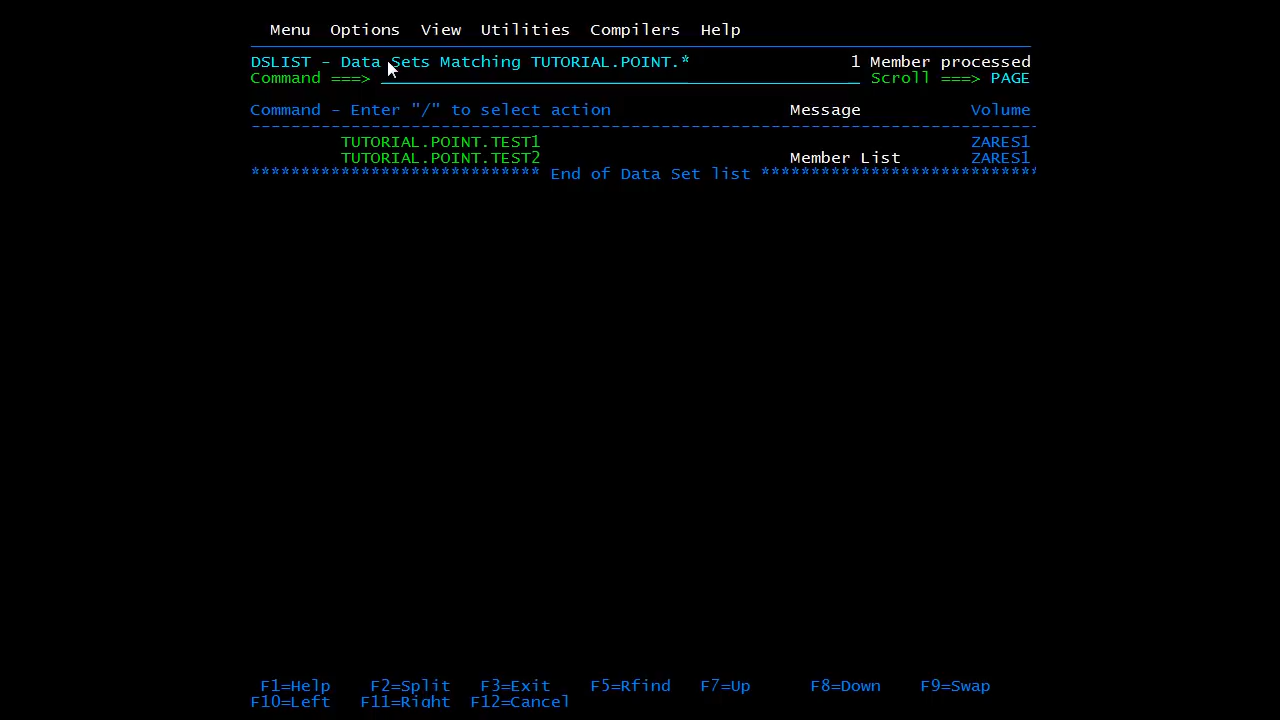 Menu Options View Utilities Compilers Help
DSLIST - Data Sets Matching TUTORIAL.POINT.* 1 Member processed
Command ===> Scroll ===> PAGE
Command - Enter "/" to select action Message Volume
-------------------------------------------------------------------------------
TUTORIAL.POINT.TEST1 ZARES1
TUTORIAL.POINT.TEST2 Member List ZARES1
***************************** End of Data Set list ****************************
F1=Help F2=Split F3=Exit F5=Rfind F7=Up F8=Down F9=Swap
F10=Left F11=Right F12=Cancel